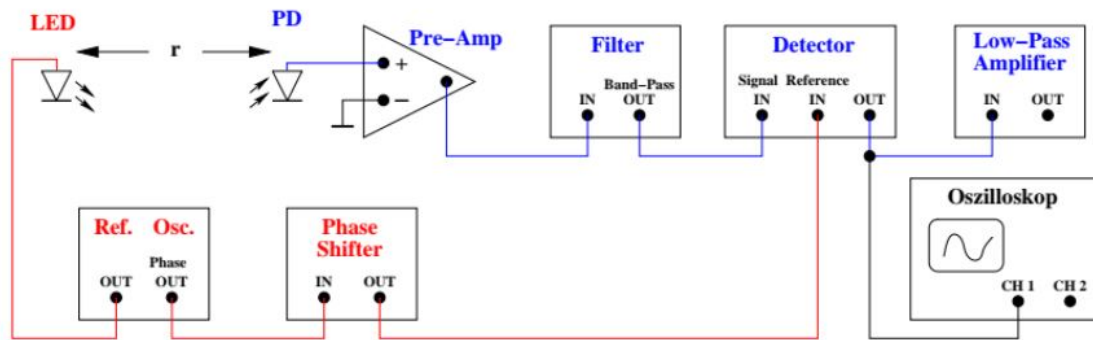 LED
r
PD
Pre-Amp
+
−
Filter
Band-Pass
IN OUT
Detector
Signal Reference
IN IN OUT
Low-Pass
Amplifier
IN OUT
Ref. Osc.
Phase
OUT OUT
Phase
Shifter
IN OUT
Oszilloskop
CH 1 CH 2